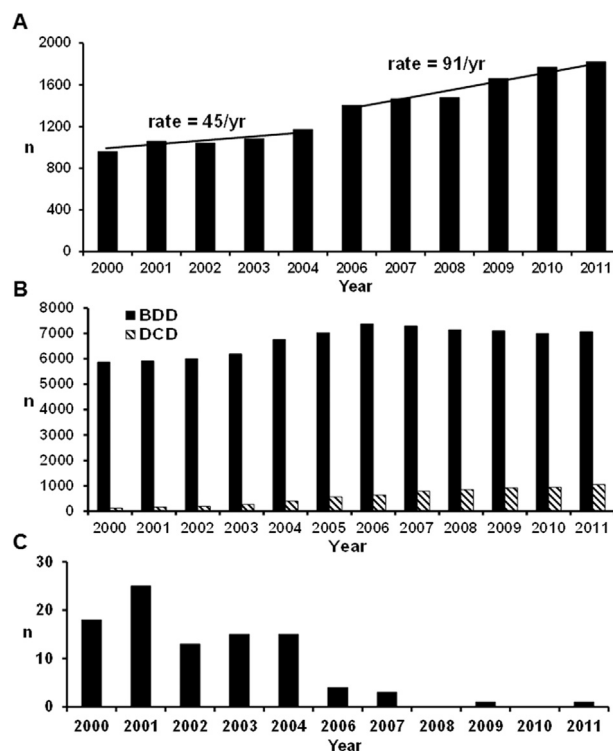 A
2000
rate = 91/yr
1600
rate = 45/yr
1200
n
800
400
0
2000 2001 2002 2003 2004 2006 2007 2008 2009 2010 2011
Year
B
8000
BDD
7000
DCD
6000
5000
n
4000
3000
2000
1000
0
2000 2001 2002 2003 2004 2005 2006 2007 2008 2009 2010 2011
Year
C
30
n
20
10
0
2000 2001 2002 2003 2004 2006 2007 2008 2009 2010 2011
Year